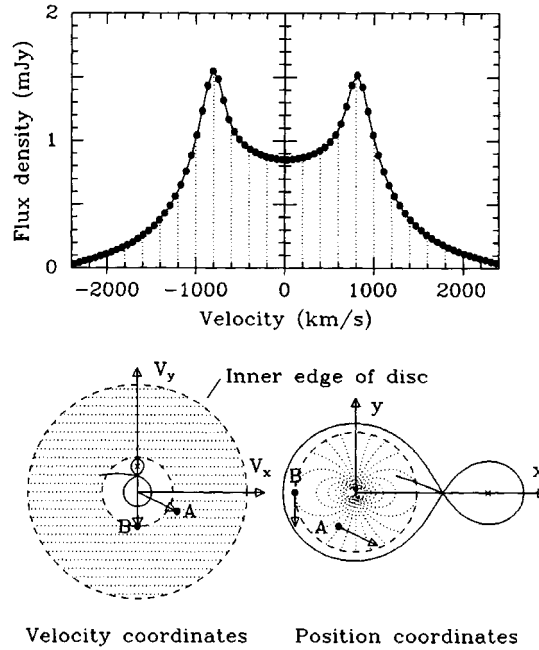 Flux density (mJy)
0
1
2
−2000 −1000 0 1000 2000
Velocity (km/s)
Vy
Inner edge of disc
Vx
A
B
y
x
B
A
Velocity coordinates
Position coordinates